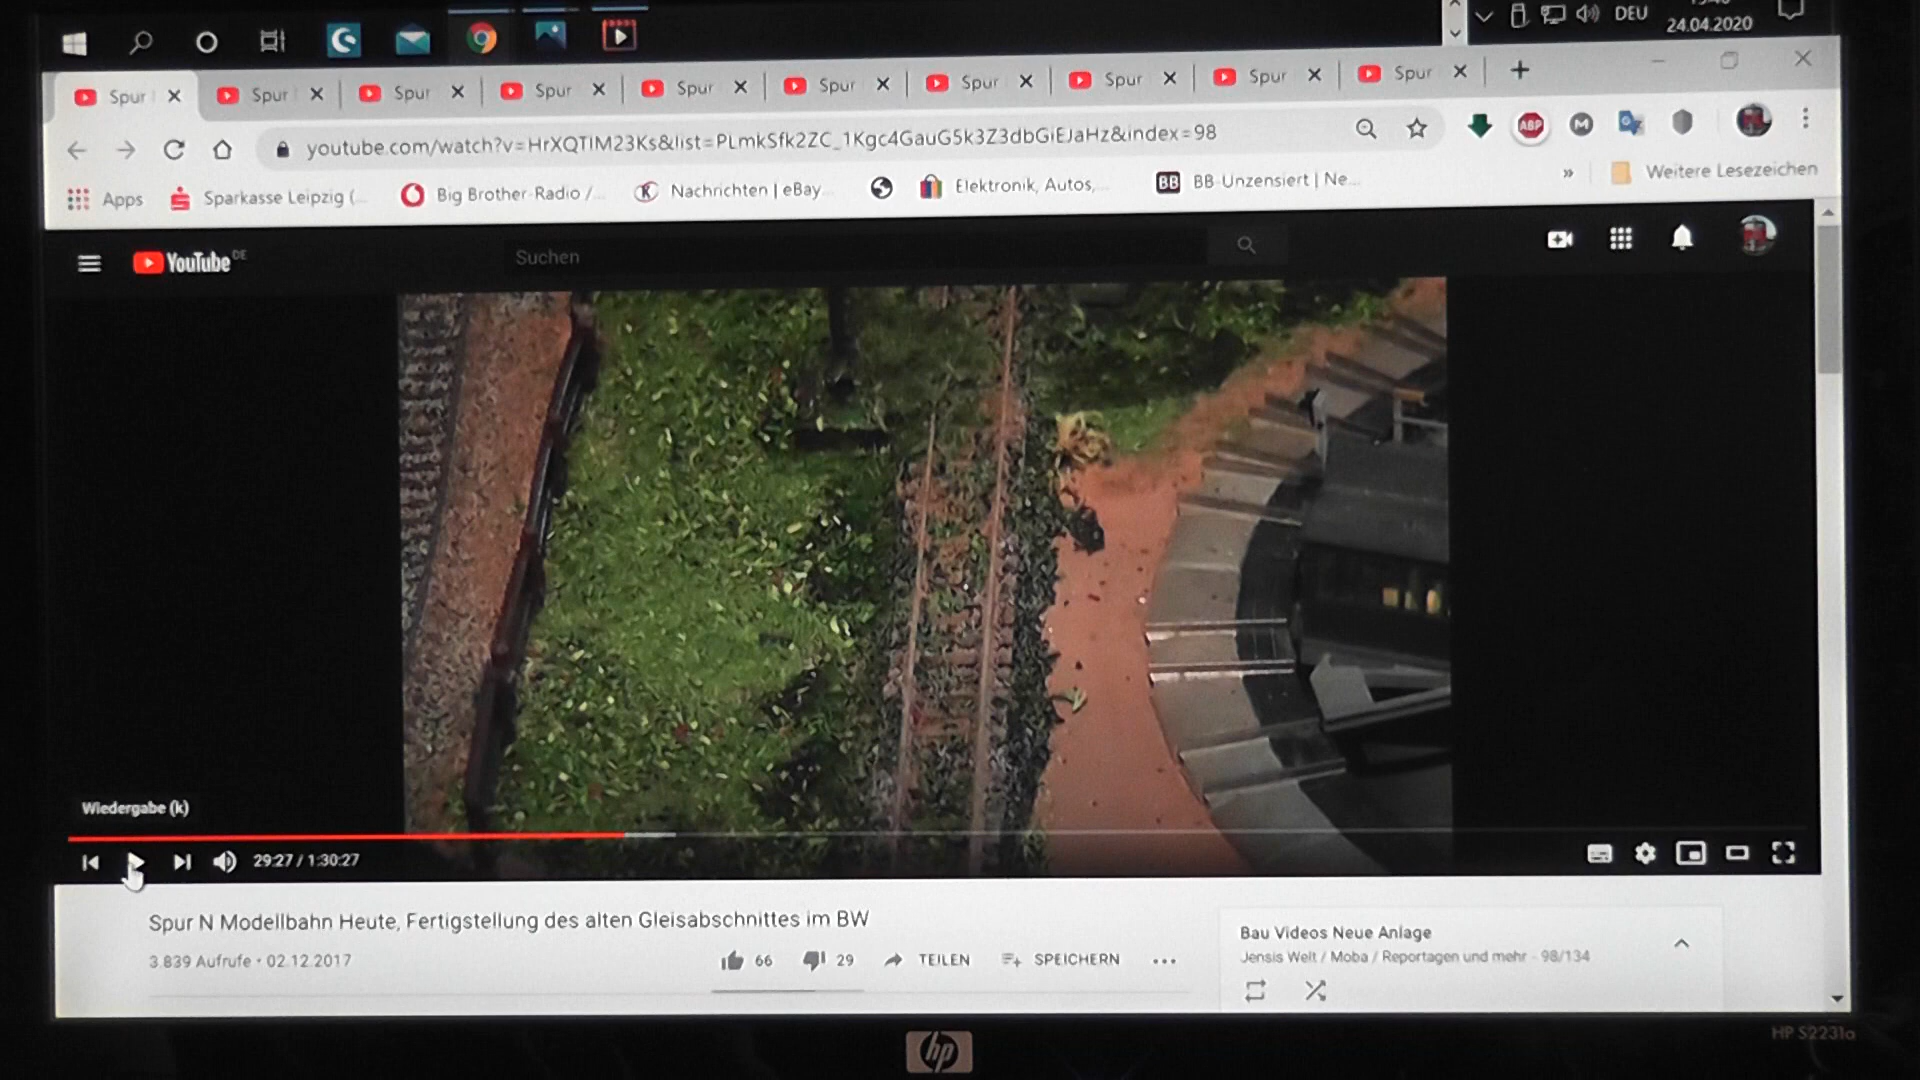 DEU
24.04.2020
Spur
Spur
Spur
Spur
Spur
Spur
Spur
Spur
Spur
Spur
youtube.com/watch?v=HrXQTIM23Ks&list=PLmkSfk2ZC_1Kgc4GauG5k3Z3dbGiEJaHz&index=98
ABP
M
Apps
Sparkasse Leipzig (...
Big Brother-Radio /...
Nachrichten | eBay...
Elektronik, Autos,...
BB
BB-Unzensiert | Ne...
»
Weitere Lesezeichen
YouTube DE
Suchen
Wiedergabe (k)
29:27 / 1:30:27
Spur N Modellbahn Heute, Fertigstellung des alten Gleisabschnittes im BW
3.839 Aufrufe • 02.12.2017
66
29
TEILEN
SPEICHERN
Bau Videos Neue Anlage
Jensis Welt / Moba / Reportagen und mehr - 98/134
hp
HP S2231a